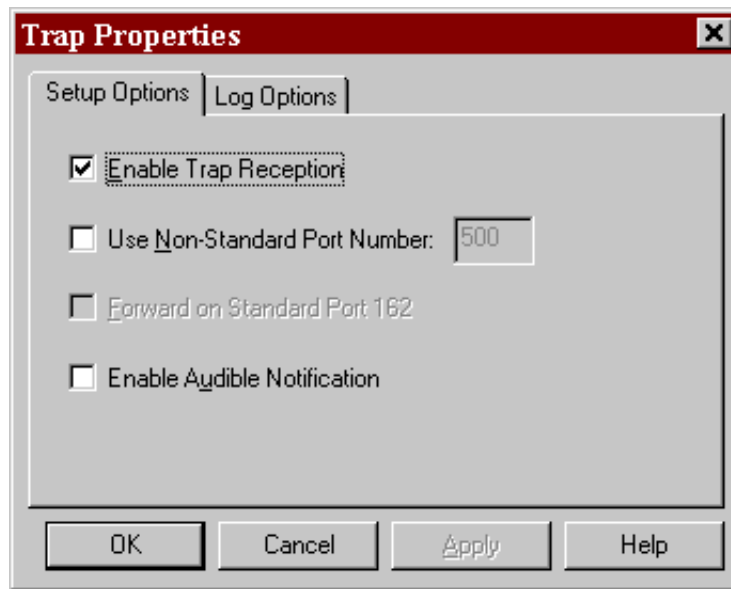 Trap Properties
Setup Options Log Options
Enable Trap Reception
Use Non-Standard Port Number: 500
Forward on Standard Port 162
Enable Audible Notification
OK Cancel Apply Help